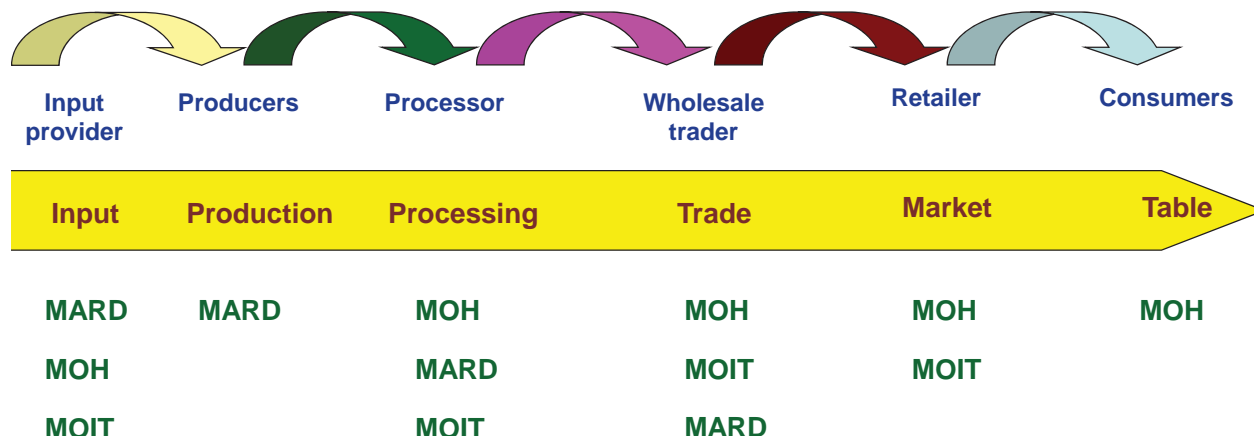 Input
provider
Producers
Processor
Wholesale
trader
Retailer
Consumers
Input Production Processing Trade Market Table
MARD MARD MOH MOH MOH MOH
MOH MARD MOIT MOIT
MOIT MOIT MARD